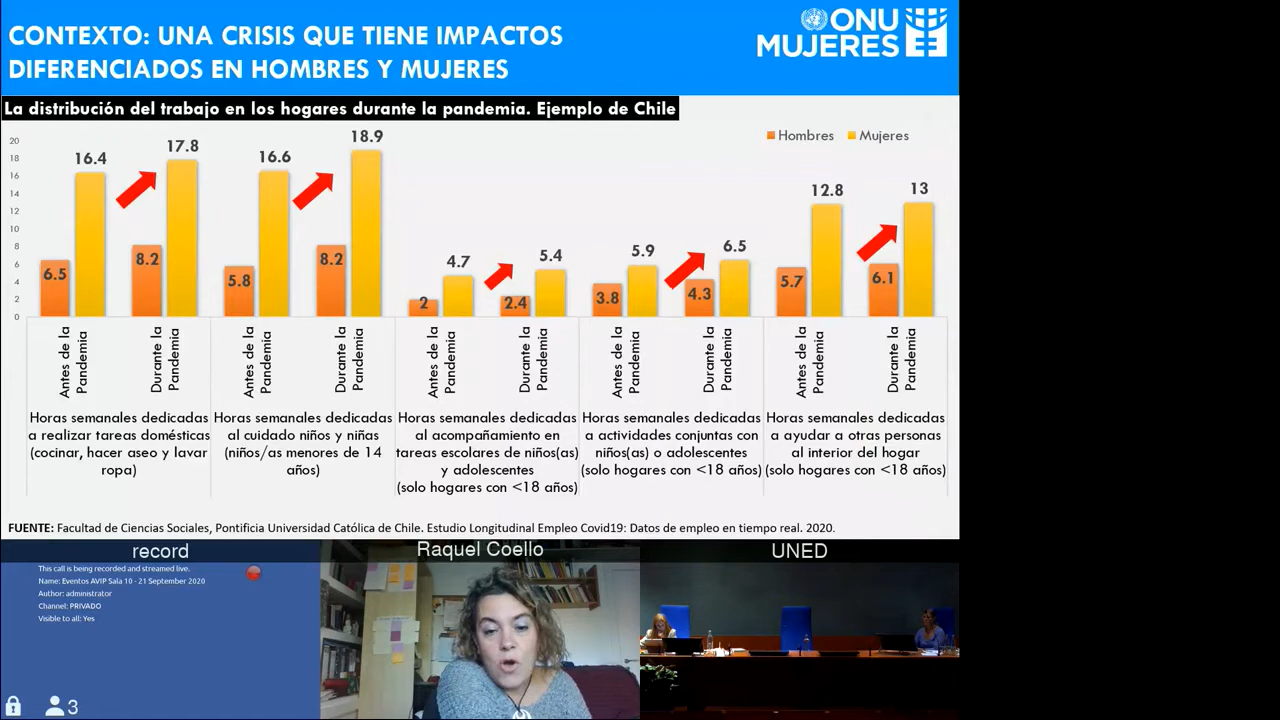 CONTEXTO: UNA CRISIS QUE TIENE IMPACTOS
DIFERENCIADOS EN HOMBRES Y MUJERES
ONU
MUJERES
La distribución del trabajo en los hogares durante la pandemia. Ejemplo de Chile
Hombres
Mujeres
20
18
16
14
12
10
8
6
4
2
0
6.5
16.4
8.2
17.8
5.8
16.6
8.2
18.9
2
4.7
2.4
5.4
3.8
5.9
4.3
6.5
5.7
12.8
6.1
13
Antes de la
Pandemia
Durante la
Pandemia
Antes de la
Pandemia
Durante la
Pandemia
Antes de la
Pandemia
Durante la
Pandemia
Antes de la
Pandemia
Durante la
Pandemia
Antes de la
Pandemia
Durante la
Pandemia
Horas semanales dedicadas
a realizar tareas domésticas
(cocinar, hacer aseo y lavar
ropa)
Horas semanales dedicadas
al cuidado niños y niñas
(niños/as menores de 14
años)
Horas semanales dedicadas
al acompañamiento en
tareas escolares de niños(as)
y adolescentes
(solo hogares con <18 años)
Horas semanales dedicadas
a actividades conjuntas con
niños(as) o adolescentes
(solo hogares con <18 años)
Horas semanales dedicadas
a ayudar a otras personas
al interior del hogar
(solo hogares con <18 años)
FUENTE: Facultad de Ciencias Sociales, Pontificia Universidad Católica de Chile. Estudio Longitudinal Empleo Covid19: Datos de empleo en tiempo real. 2020.
record
This call is being recorded and streamed live.
Name: Eventos AVIP Sala 10 - 21 September 2020
Author: administrator
Channel: PRIVADO
Visible to all: Yes
3
Raquel Coello
UNED